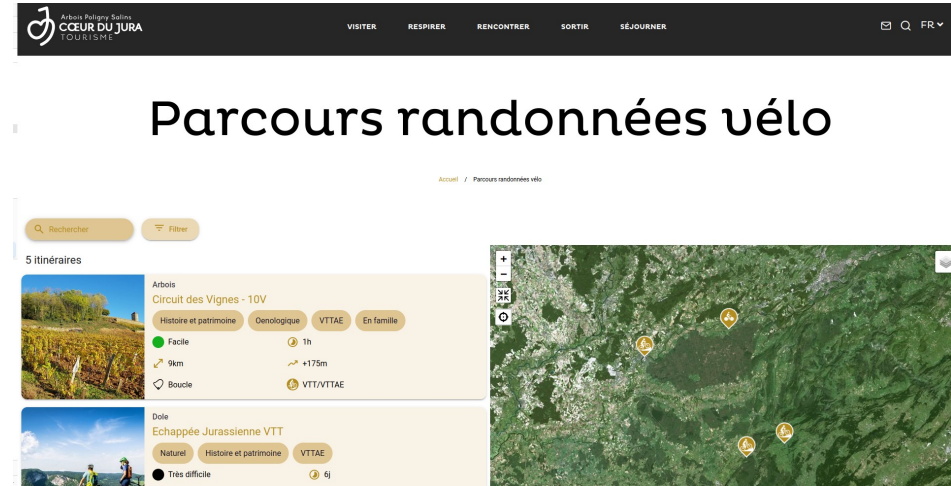 Arbois Poligny Salins
CŒUR DU JURA
TOURISME
VISITER
RESPIRER
RENCONTRER
SORTIR
SÉJOURNER
FR
Parcours randonnées vélo
Accueil / Parcours randonnées vélo
Rechercher
Filtrer
5 itinéraires
Arbois
Circuit des Vignes - 10V
Histoire et patrimoine
Oenologique
VTTAE
En famille
Facile
1h
9km
+175m
Boucle
VTT/VTTAE
Dole
Echappée Jurassienne VTT
Naturel
Histoire et patrimoine
VTTAE
Très difficile
6j
+
−